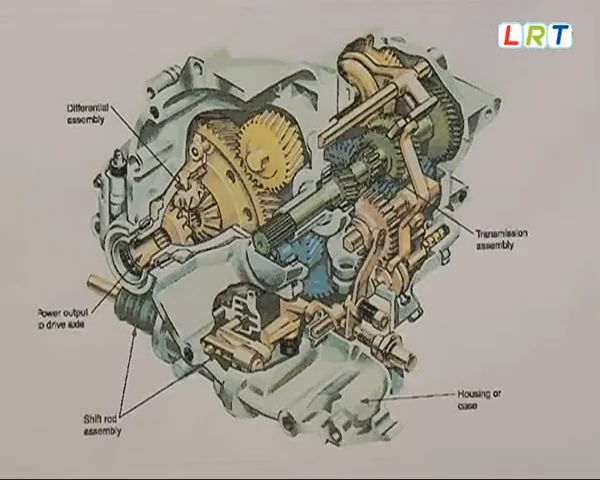 LRT
Differential
assembly
Transmission
assembly
Power output
to drive axle
Shift rod
assembly
Housing or
case